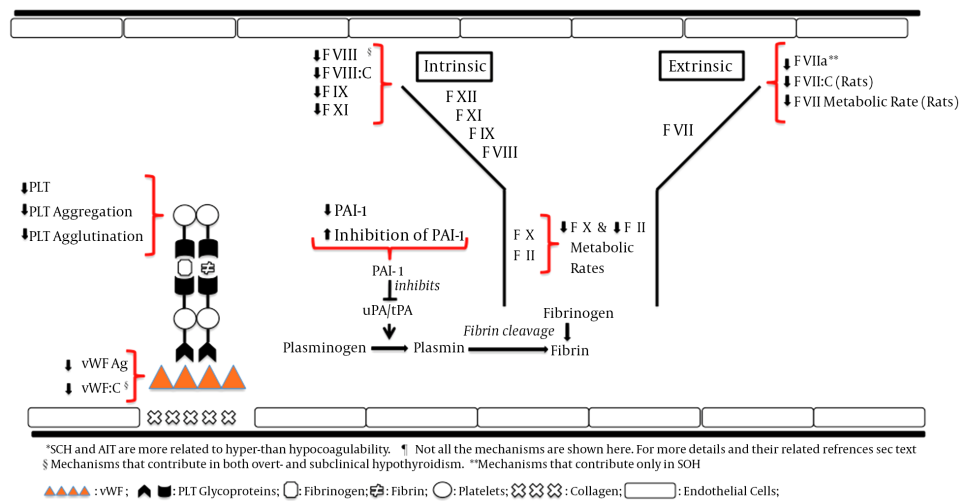 ⬇F VIII §
⬇F VIII:C
⬇F IX
⬇F XI
Intrinsic
F XII
F XI
F IX
F VIII
Extrinsic
F VII
⬇F VIIa**
⬇F VII:C (Rats)
⬇F VII Metabolic Rate (Rats)
⬇PLT
⬇PLT Aggregation
⬇PLT Agglutination
⬇ PAI-1
⬆ Inhibition of PAI-1
PAI-1
inhibits
uPA/tPA
Plasminogen
Plasmin
Fibrin cleavage
Fibrinogen
Fibrin
F X
F II
⬇F X & ⬇F II
Metabolic
Rates
⬇ vWF Ag
⬇ vWF:C §
*SCH and AIT are more related to hyper-than hypocoagulability. ¶ Not all the mechanisms are shown here. For more details and their related refrences sec text
§ Mechanisms that contribute in both overt- and subclinical hypothyroidism. **Mechanisms that contribute only in SOH
: vWF; : PLT Glycoproteins; : Fibrinogen; : Fibrin; : Platelets; : Collagen; : Endothelial Cells;